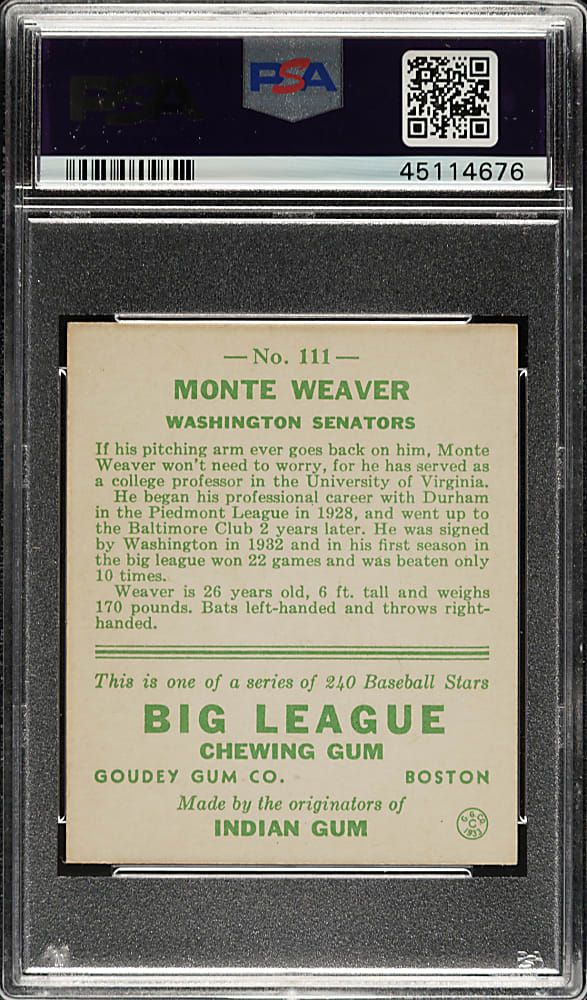 PSA
PSA
45114676
—No. 111—
MONTE WEAVER
WASHINGTON SENATORS
If his pitching arm ever goes back on him, Monte
Weaver won't need to worry, for he has served as
a college professor in the University of Virginia.
He began his professional career with Durham
in the Piedmont League in 1928, and went up to
the Baltimore Club 2 years later. He was signed
by Washington in 1932 and in his first season in
the big league won 22 games and was beaten only
10 times.
Weaver is 26 years old, 6 ft. tall and weighs
170 pounds. Bats left-handed and throws right-
handed.
This is one of a series of 240 Baseball Stars
BIG LEAGUE
CHEWING GUM
GOUDEY GUM CO. BOSTON
Made by the originators of
INDIAN GUM
G. G. CO.
C
1933